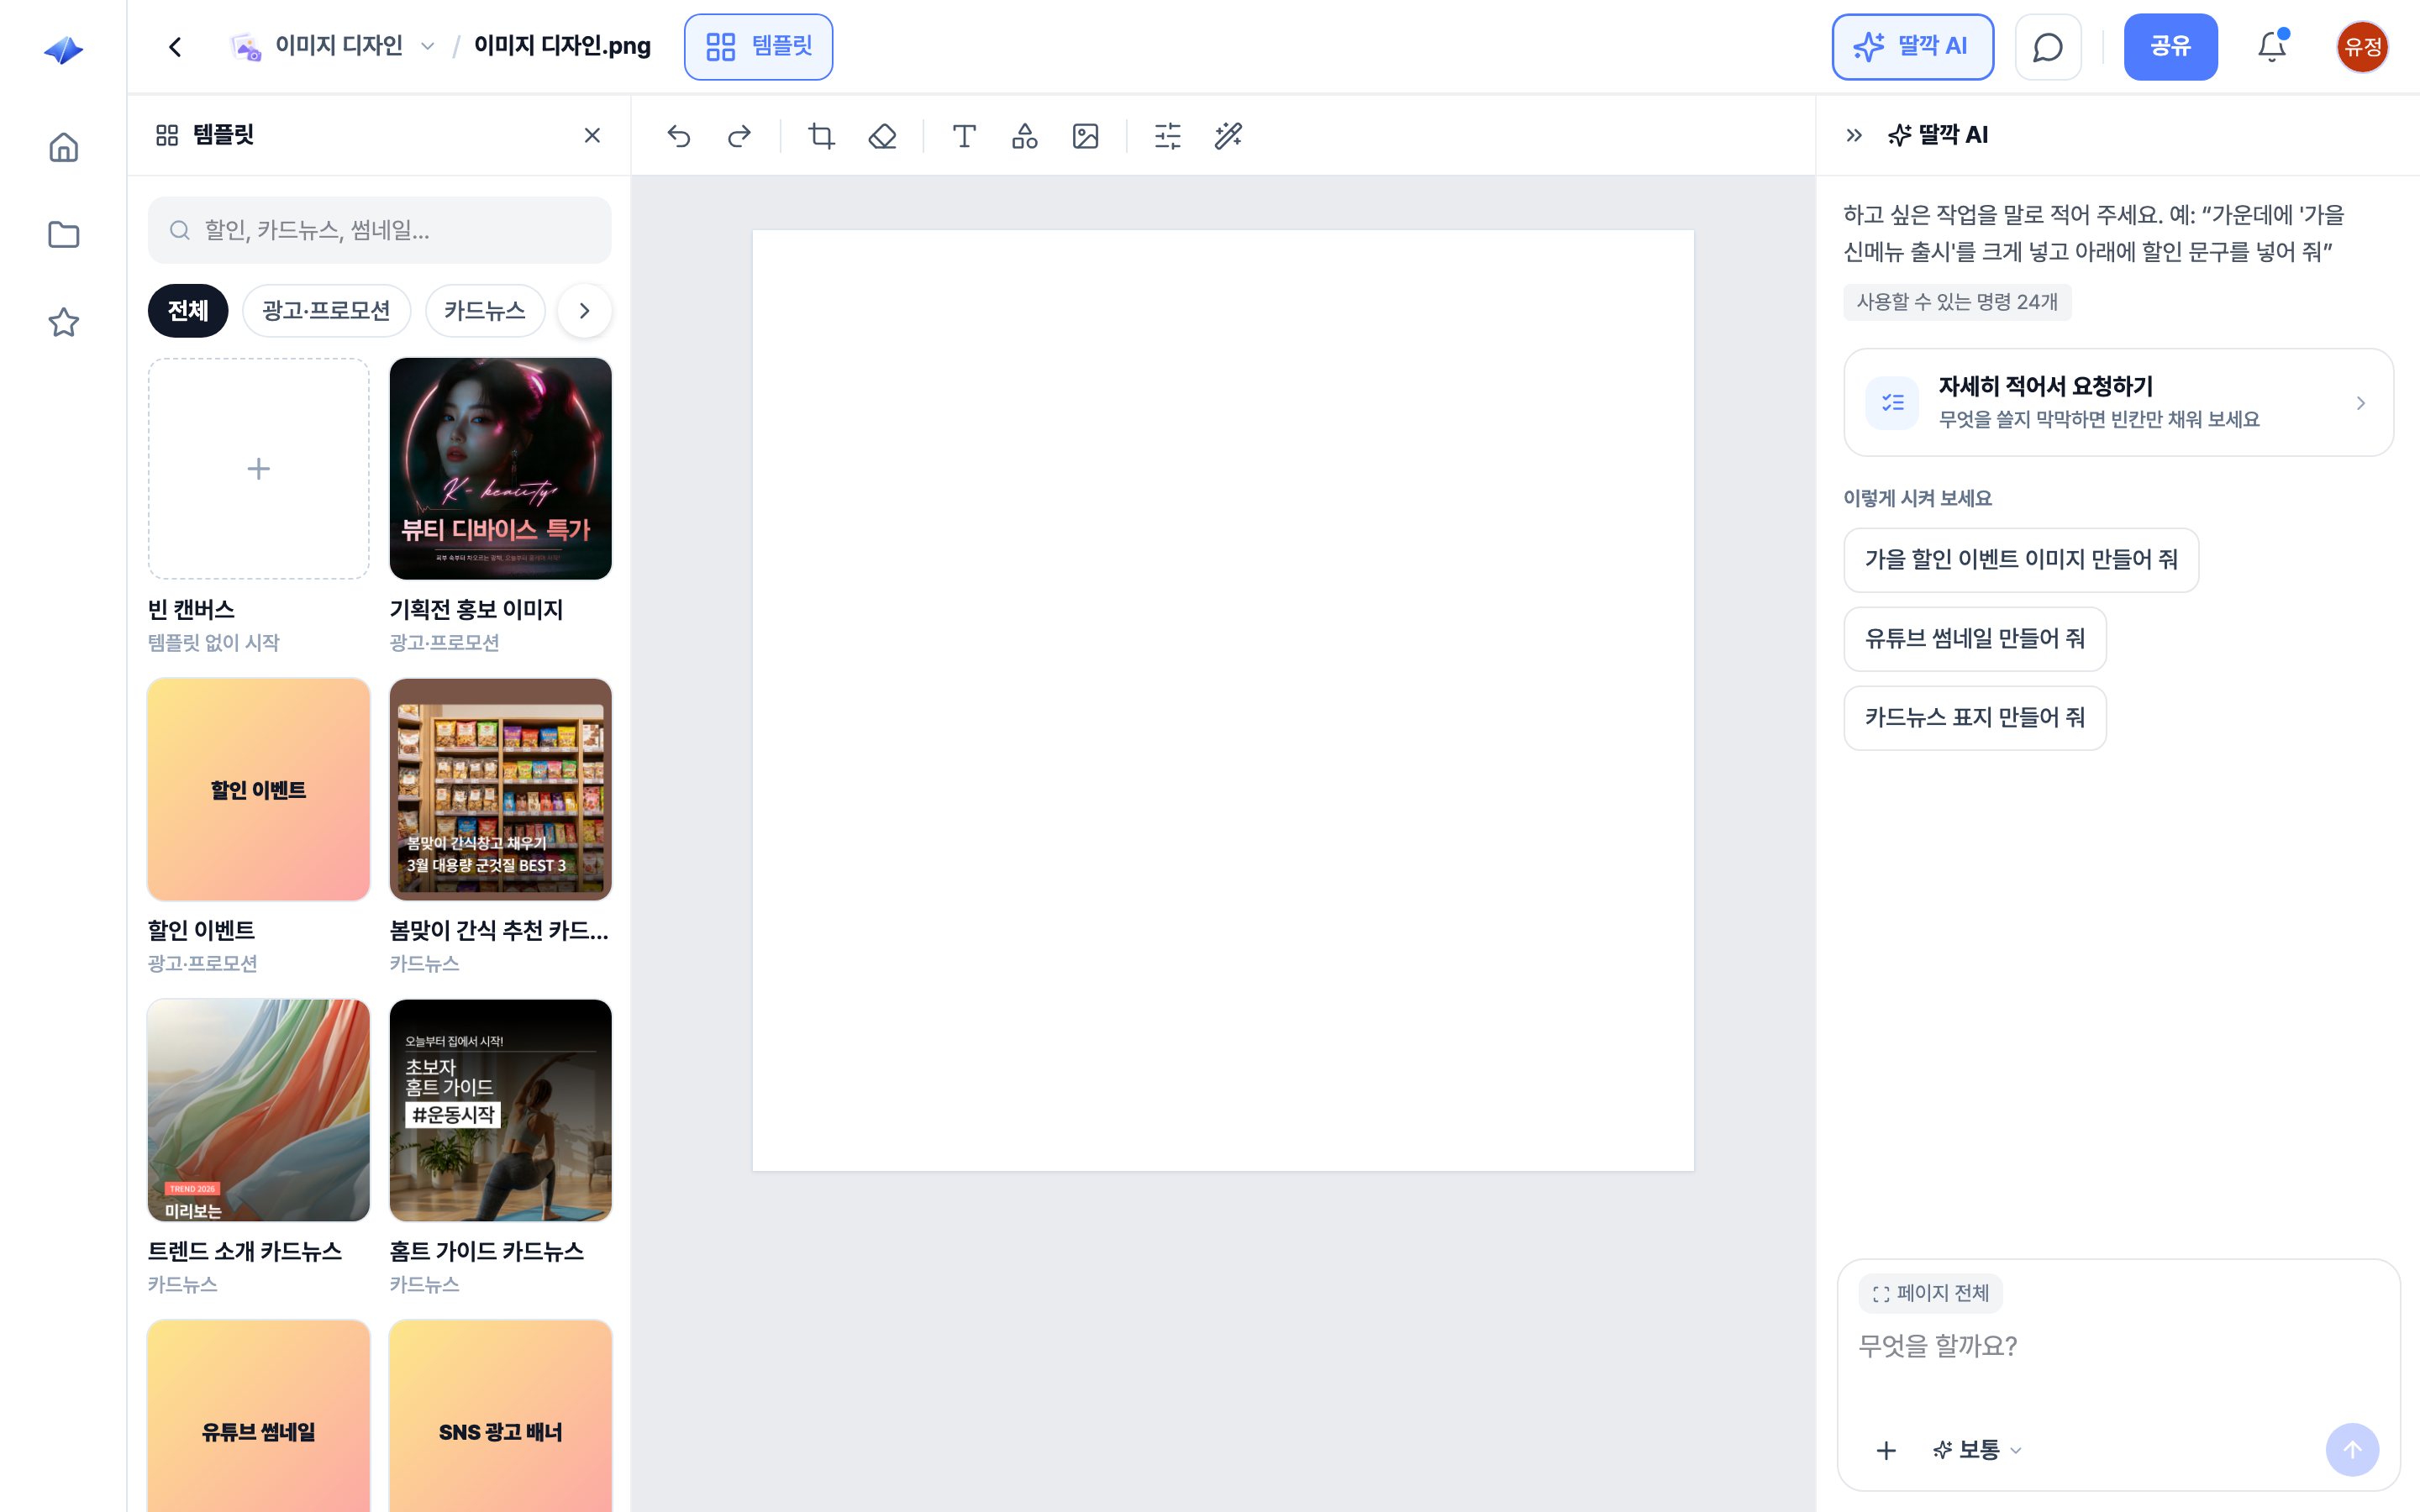 이미지 디자인 / 이미지 디자인.png
템플릿
딸깍 AI
공유
유정
템플릿
할인, 카드뉴스, 썸네일...
전체
광고·프로모션
카드뉴스
K-beauty
뷰티 디바이스 특가
빈 캔버스
템플릿 없이 시작
기획전 홍보 이미지
광고·프로모션
할인 이벤트
봄맞이 간식창고 채우기
3월 대용량 군것질 BEST 3
할인 이벤트
광고·프로모션
봄맞이 간식 추천 카드...
카드뉴스
TREND 2026
미리보는
오늘부터 집에서 시작!
초보자
홈트 가이드
#운동시작
트렌드 소개 카드뉴스
카드뉴스
홈트 가이드 카드뉴스
카드뉴스
유튜브 썸네일
SNS 광고 배너
딸깍 AI
하고 싶은 작업을 말로 적어 주세요. 예: “가운데에 '가을
신메뉴 출시'를 크게 넣고 아래에 할인 문구를 넣어 줘”
사용할 수 있는 명령 24개
자세히 적어서 요청하기
무엇을 쓸지 막막하면 빈칸만 채워 보세요
이렇게 시켜 보세요
가을 할인 이벤트 이미지 만들어 줘
유튜브 썸네일 만들어 줘
카드뉴스 표지 만들어 줘
페이지 전체
무엇을 할까요?
보통